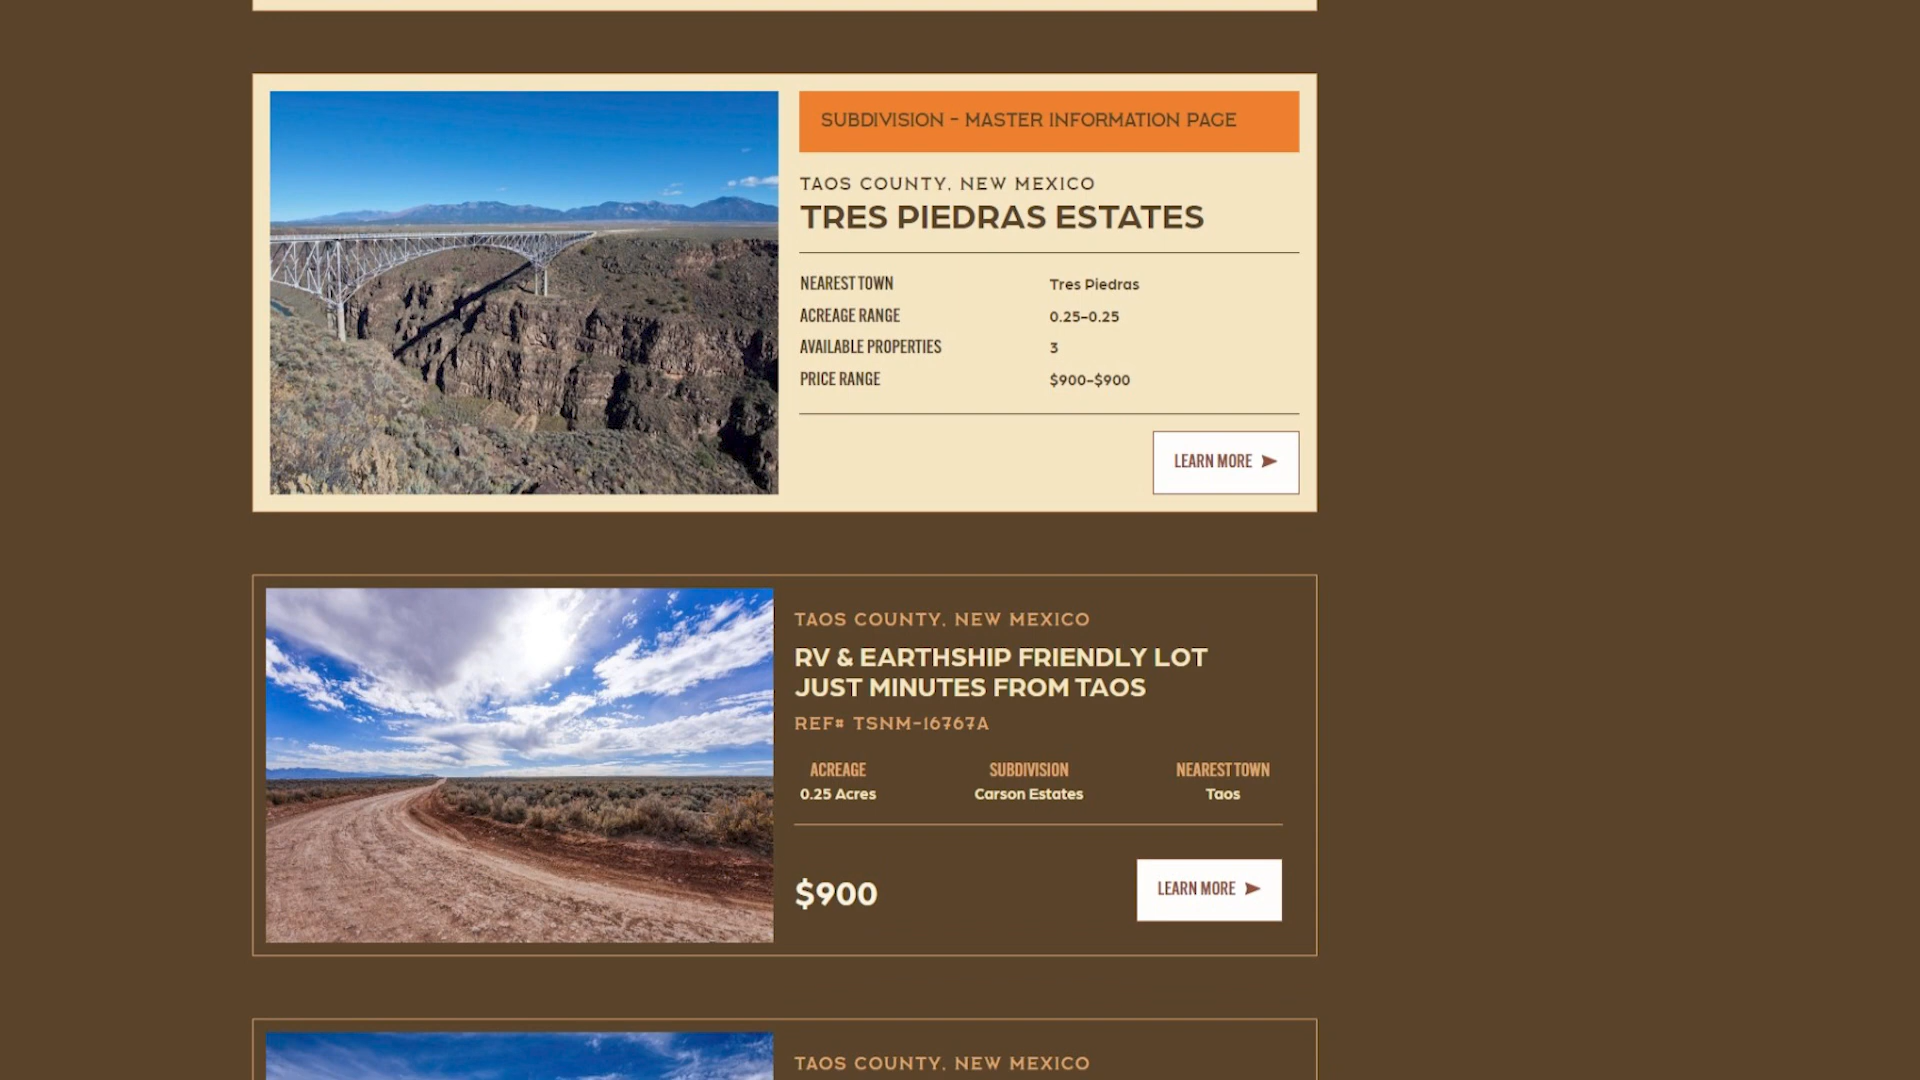 SUBDIVISION - MASTER INFORMATION PAGE
TAOS COUNTY, NEW MEXICO
TRES PIEDRAS ESTATES
NEAREST TOWN Tres Piedras
ACREAGE RANGE 0.25-0.25
AVAILABLE PROPERTIES 3
PRICE RANGE $900-$900
LEARN MORE
TAOS COUNTY, NEW MEXICO
RV & EARTHSHIP FRIENDLY LOT
JUST MINUTES FROM TAOS
REF# TSNM-16767A
ACREAGE SUBDIVISION NEAREST TOWN
0.25 Acres Carson Estates Taos
$900 LEARN MORE
TAOS COUNTY, NEW MEXICO